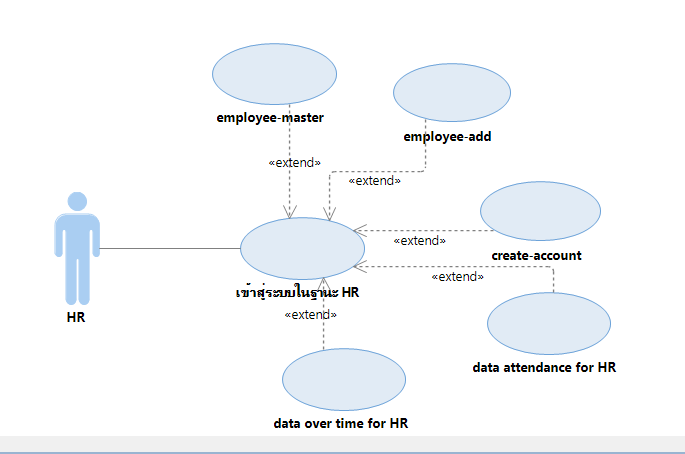 employee-master
employee-add
«extend»
«extend»
create-account
«extend»
«extend»
เข้าสู่ระบบในฐานะ HR
HR
«extend»
data attendance for HR
data over time for HR